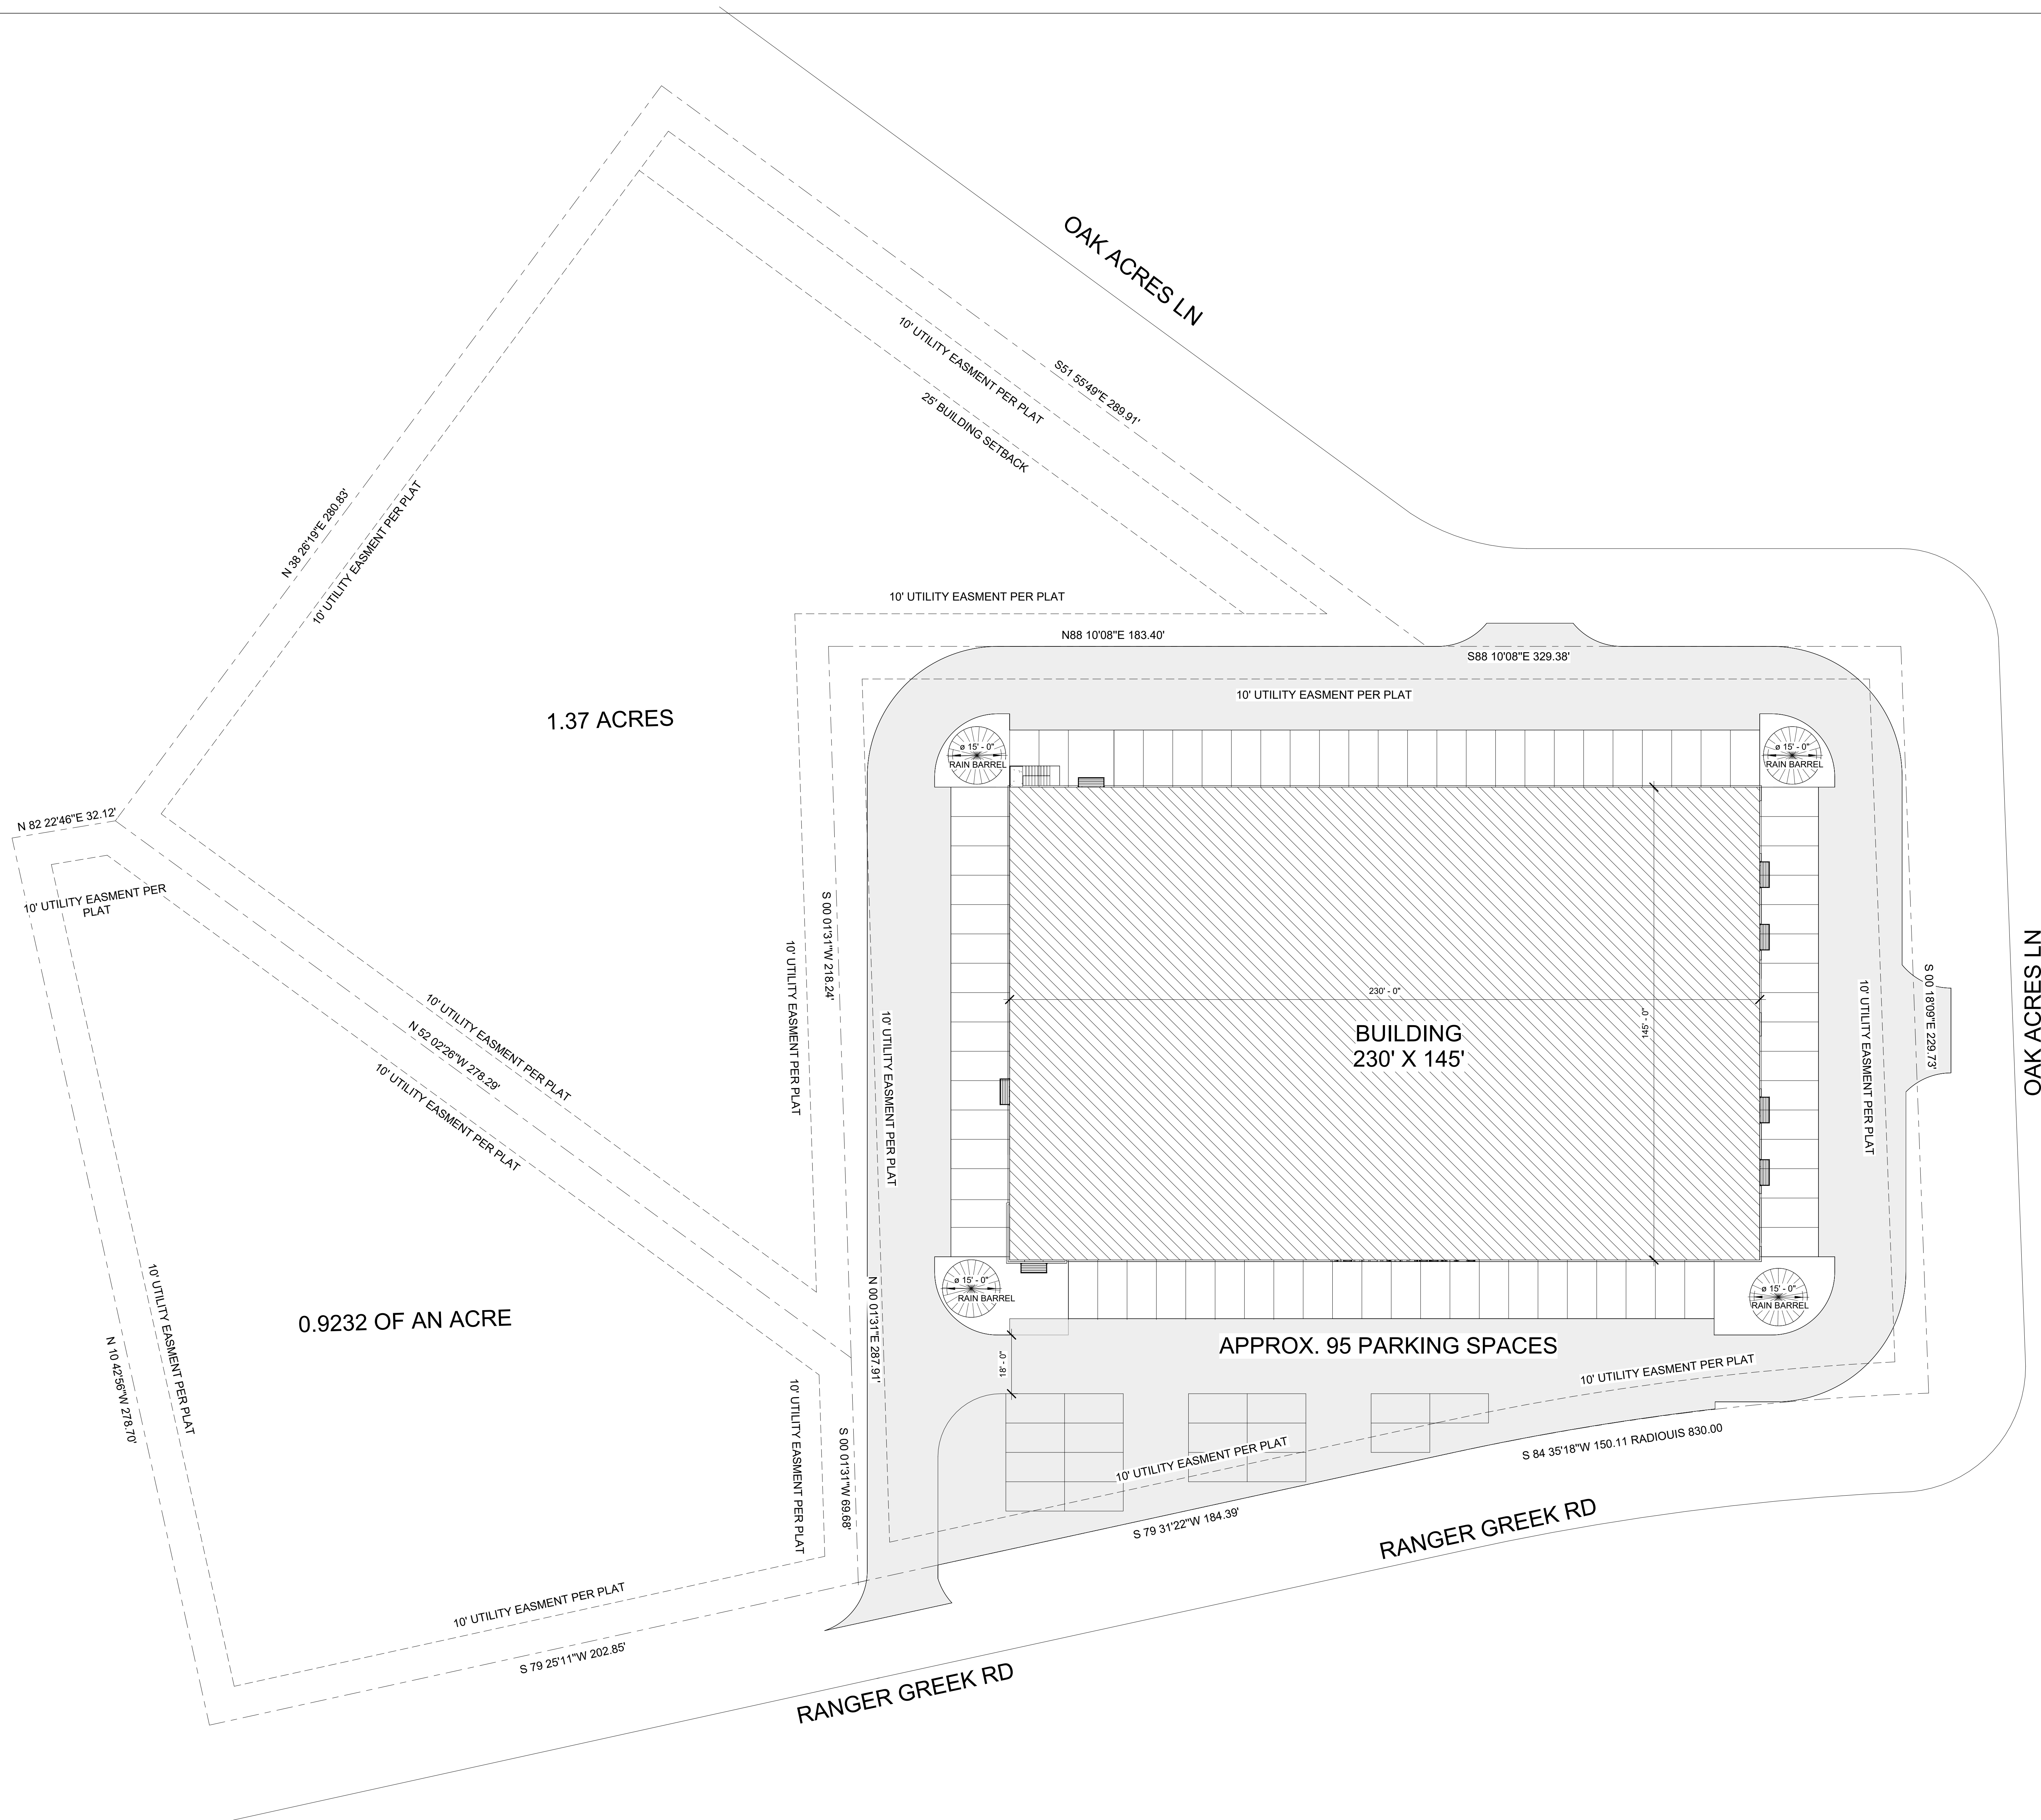 OAK ACRES LN
10' UTILITY EASMENT PER PLAT
S51 55'49"E 289.91'
25' BUILDING SETBACK
N 38 26'19"E 280.83'
10' UTILITY EASMENT PER PLAT
10' UTILITY EASMENT PER PLAT
N88 10'08"E 183.40'
S88 10'08"E 329.38'
10' UTILITY EASMENT PER PLAT
1.37 ACRES
ø 15' - 0"
RAIN BARREL
ø 15' - 0"
RAIN BARREL
N 82 22'46"E 32.12'
10' UTILITY EASMENT PER
PLAT
S 00 01'31"W 218.24'
10' UTILITY EASMENT PER PLAT
10' UTILITY EASMENT PER PLAT
10' UTILITY EASMENT PER PLAT
N 52 02'26"W 278.29'
10' UTILITY EASMENT PER PLAT
230' - 0"
145' - 0"
BUILDING
230' X 145'
10' UTILITY EASMENT PER PLAT
S 00 18'09"E 229.73'
OAK ACRES LN
0.9232 OF AN ACRE
10' UTILITY EASMENT PER PLAT
N 10 42'56"W 278.70'
N 00 01'31"E 287.91'
ø 15' - 0"
RAIN BARREL
ø 15' - 0"
RAIN BARREL
18' - 0"
APPROX. 95 PARKING SPACES
10' UTILITY EASMENT PER PLAT
10' UTILITY EASMENT PER PLAT
S 00 01'31"W 69.68'
10' UTILITY EASMENT PER PLAT
S 84 35'18"W 150.11 RADIOUIS 830.00
S 79 31'22"W 184.39'
RANGER GREEK RD
10' UTILITY EASMENT PER PLAT
S 79 25'11"W 202.85'
RANGER GREEK RD